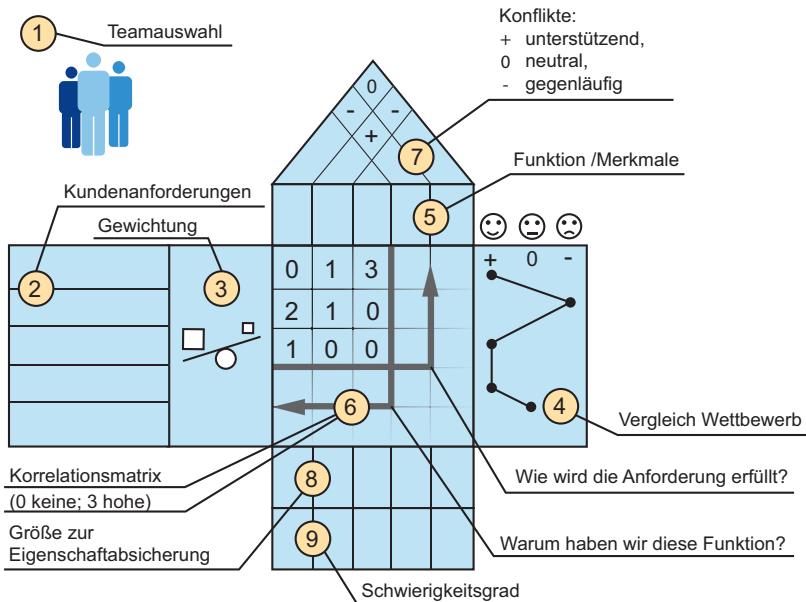 1 Teamauswahl
Konflikte:
+ unterstützend,
0 neutral,
- gegenläufig
0
- -
+
7
Funktion /Merkmale
5
Kundenanforderungen
2
Gewichtung
3
+ 0 -
0 1 3
2 1 0
1 0 0
6
4
Vergleich Wettbewerb
Korrelationsmatrix
(0 keine; 3 hohe)
Wie wird die Anforderung erfüllt?
8
Größe zur
Eigenschaftabsicherung
9
Warum haben wir diese Funktion?
Schwierigkeitsgrad